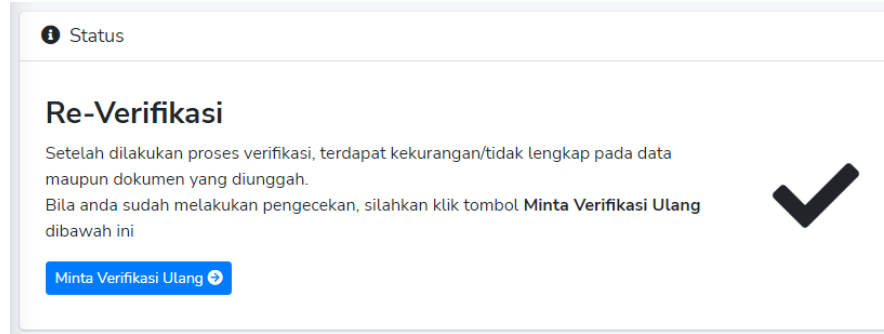 Status
Re-Verifikasi
Setelah dilakukan proses verifikasi, terdapat kekurangan/tidak lengkap pada data
maupun dokumen yang diunggah.
Bila anda sudah melakukan pengecekan, silahkan klik tombol Minta Verifikasi Ulang
dibawah ini
Minta Verifikasi Ulang